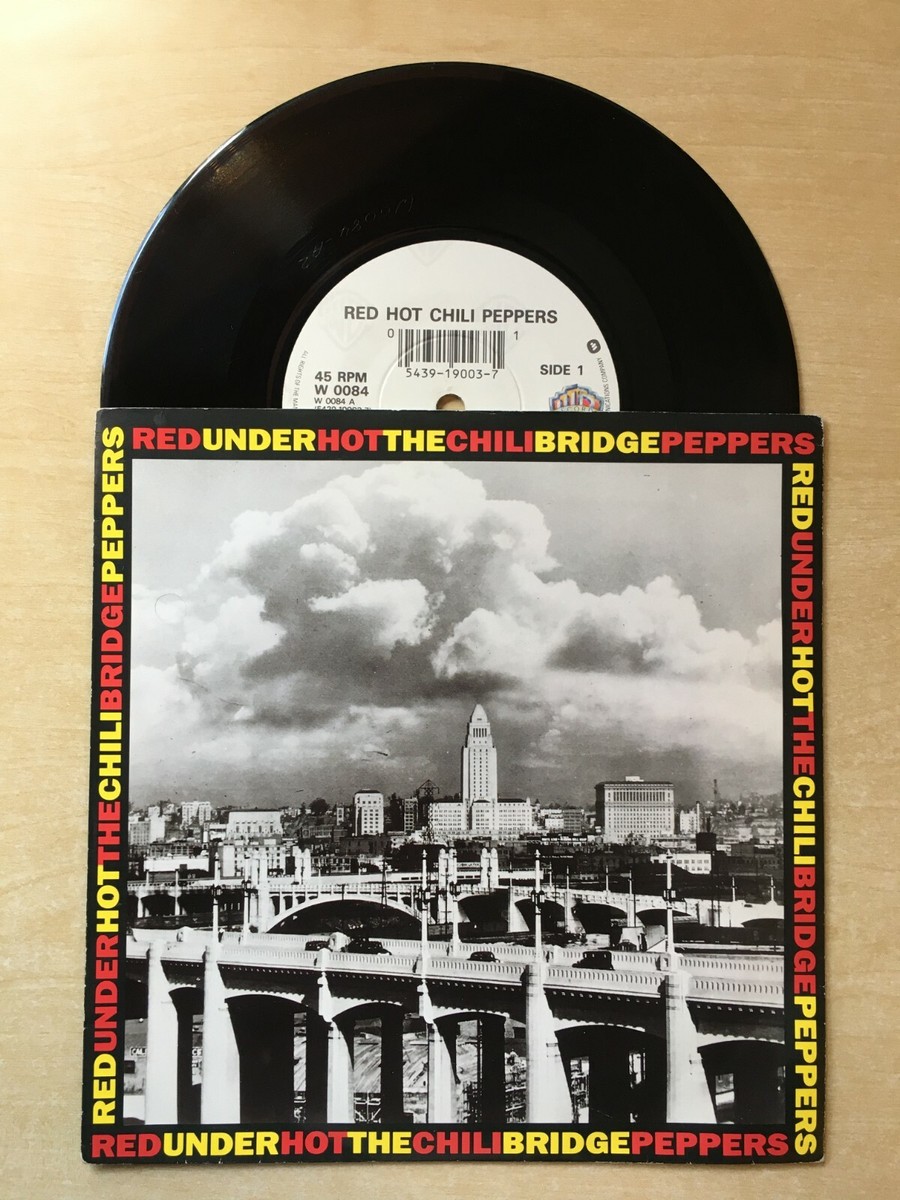 RED HOT CHILI PEPPERS
0 1
5439-19003-7
45 RPM
SIDE 1
W 0084
W 0084 A
REDUNDERHOTTHECHILIBRIDGEPEPPERS
REDUNDERHOTTHECHILIBRIDGEPEPPERS
REDUNDERHOTTHECHILIBRIDGEPEPPERS
REDUNDERHOTTHECHILIBRIDGEPEPPERS